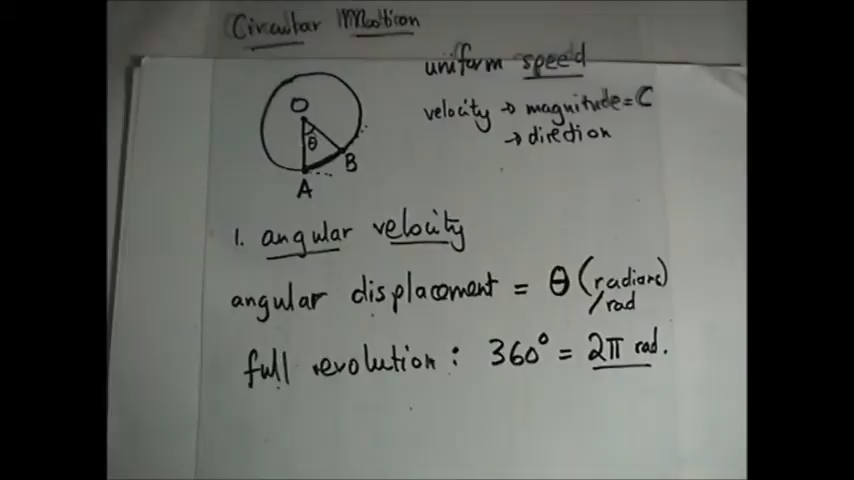 Circular Motion
uniform speed
velocity → magnitude = C
→ direction
O
θ
B
A
1. angular velocity
angular displacement = θ (radians)
/rad
full revolution : 360° = 2π rad.